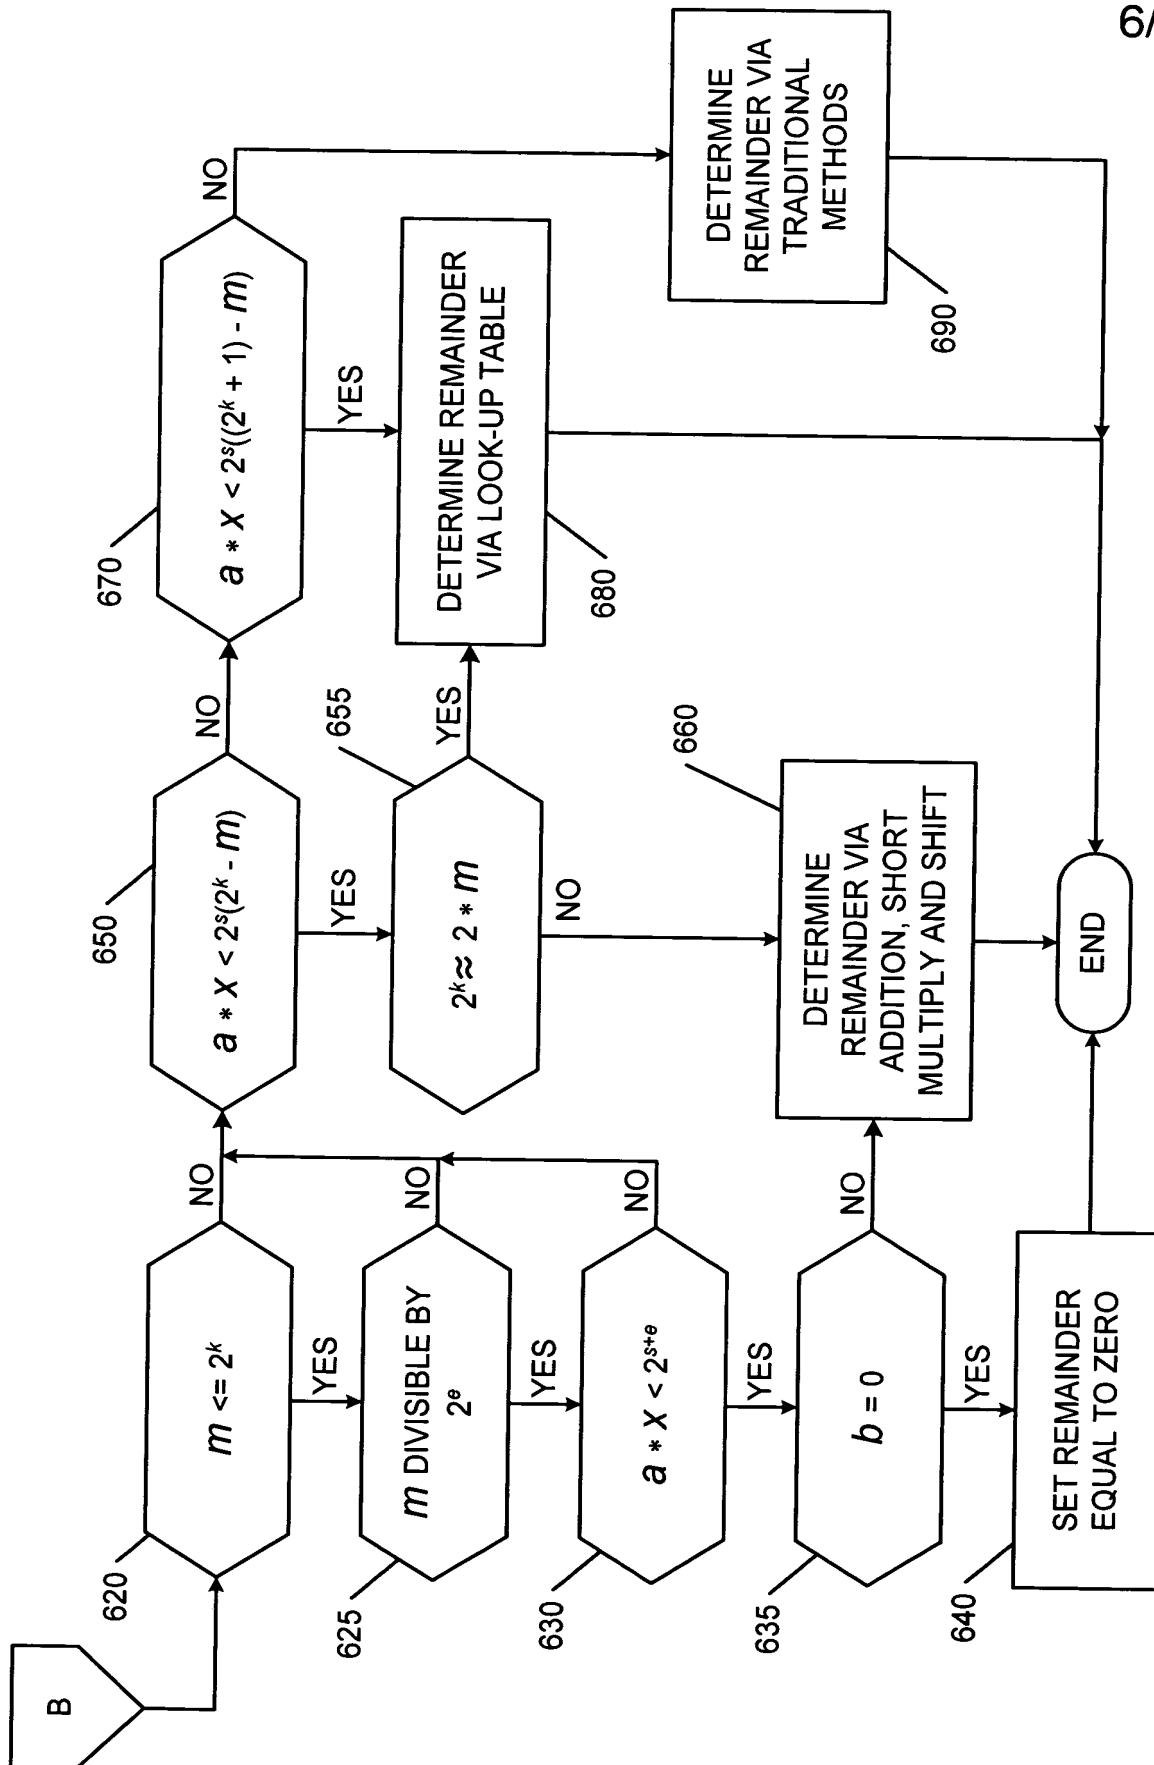 6/
B
620
m <= 2^k
NO
YES
625
m DIVISIBLE BY
2^e
NO
YES
630
a * X < 2^{s+e}
NO
YES
635
b = 0
NO
YES
640
SET REMAINDER
EQUAL TO ZERO
650
a * X < 2^s(2^k - m)
NO
YES
655
2^k ≈ 2 * m
YES
NO
660
DETERMINE
REMAINDER VIA
ADDITION, SHORT
MULTIPLY AND SHIFT
END
670
a * X < 2^s((2^k + 1) - m)
NO
YES
680
DETERMINE REMAINDER
VIA LOOK-UP TABLE
690
DETERMINE
REMAINDER VIA
TRADITIONAL
METHODS